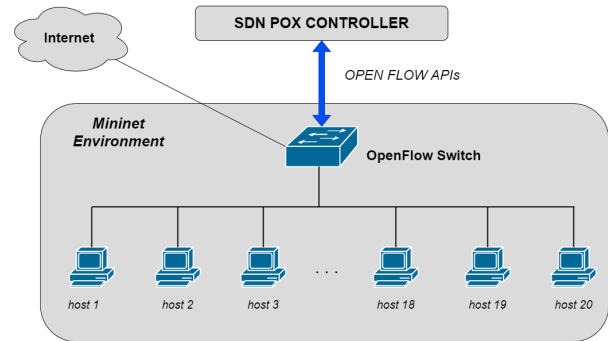 SDN POX CONTROLLER
Internet
OPEN FLOW APIs
Mininet
Environment
OpenFlow Switch
. . .
host 1
host 2
host 3
host 18
host 19
host 20